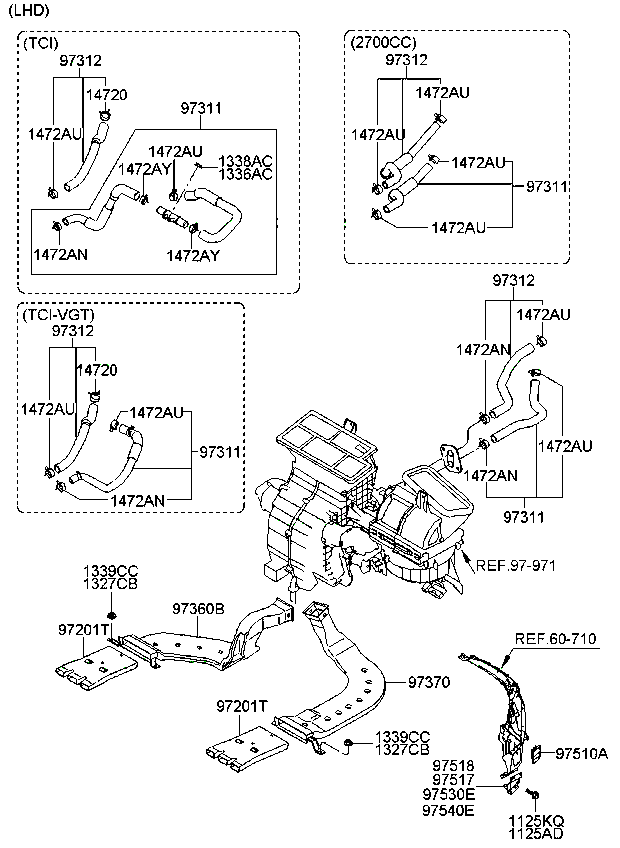 (LHD)
(TCI)
97312
14720
97311
1472AU
1472AU
1338AC
1336AC
1472AY
1472AN
1472AY
(2700CC)
97312
1472AU
1472AU
1472AU
97311
1472AU
(TCI-VGT)
97312
14720
1472AU
1472AU
97311
1472AN
97312
1472AU
1472AN
1472AU
1472AN
97311
REF.97-971
1339CC
1327CB
97360B
97201T
REF.60-710
97370
97201T
1339CC
1327CB
97510A
97518
97517
97530E
97540E
1125KQ
1125AD